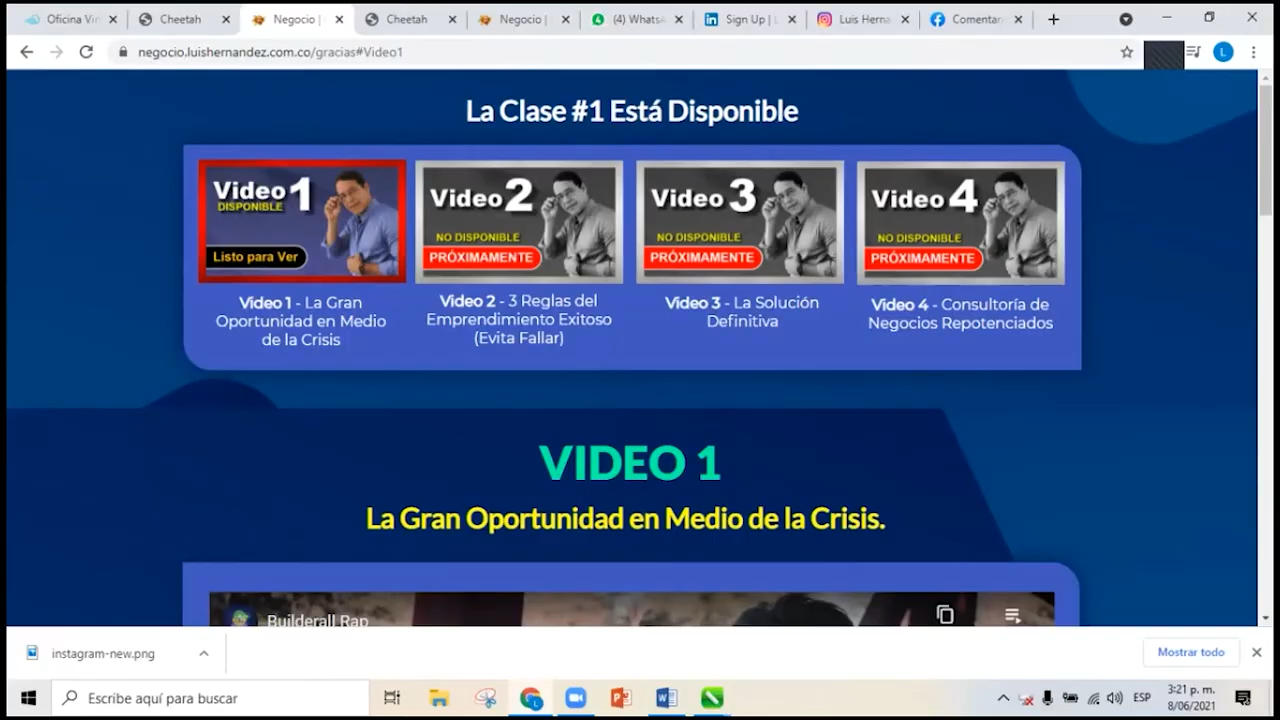 Oficina Vir
Cheetah
Negocio |
Cheetah
Negocio |
(4) WhatsA
Sign Up | L
Luis Herna
Comentar
negocio.luishernandez.com.co/gracias#Video1
L
La Clase #1 Está Disponible
Video 1
DISPONIBLE
Listo para Ver
Video 2
NO DISPONIBLE
PRÓXIMAMENTE
Video 3
NO DISPONIBLE
PRÓXIMAMENTE
Video 4
NO DISPONIBLE
PRÓXIMAMENTE
Video 1 - La Gran
Oportunidad en Medio
de la Crisis
Video 2 - 3 Reglas del
Emprendimiento Exitoso
(Evita Fallar)
Video 3 - La Solución
Definitiva
Video 4 - Consultoría de
Negocios Repotenciados
VIDEO 1
La Gran Oportunidad en Medio de la Crisis.
Builderall Rap
instagram-new.png
Mostrar todo
Escribe aquí para buscar
ESP
3:21 p. m.
8/06/2021